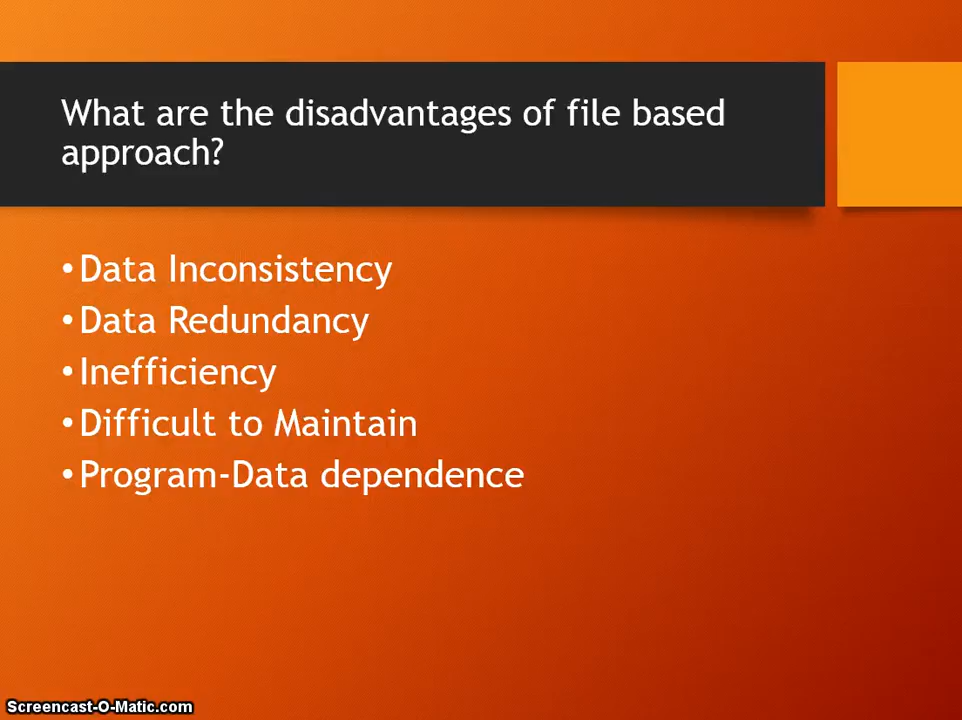 What are the disadvantages of file based
approach?
•Data Inconsistency
•Data Redundancy
•Inefficiency
•Difficult to Maintain
•Program-Data dependence
Screencast-O-Matic.com